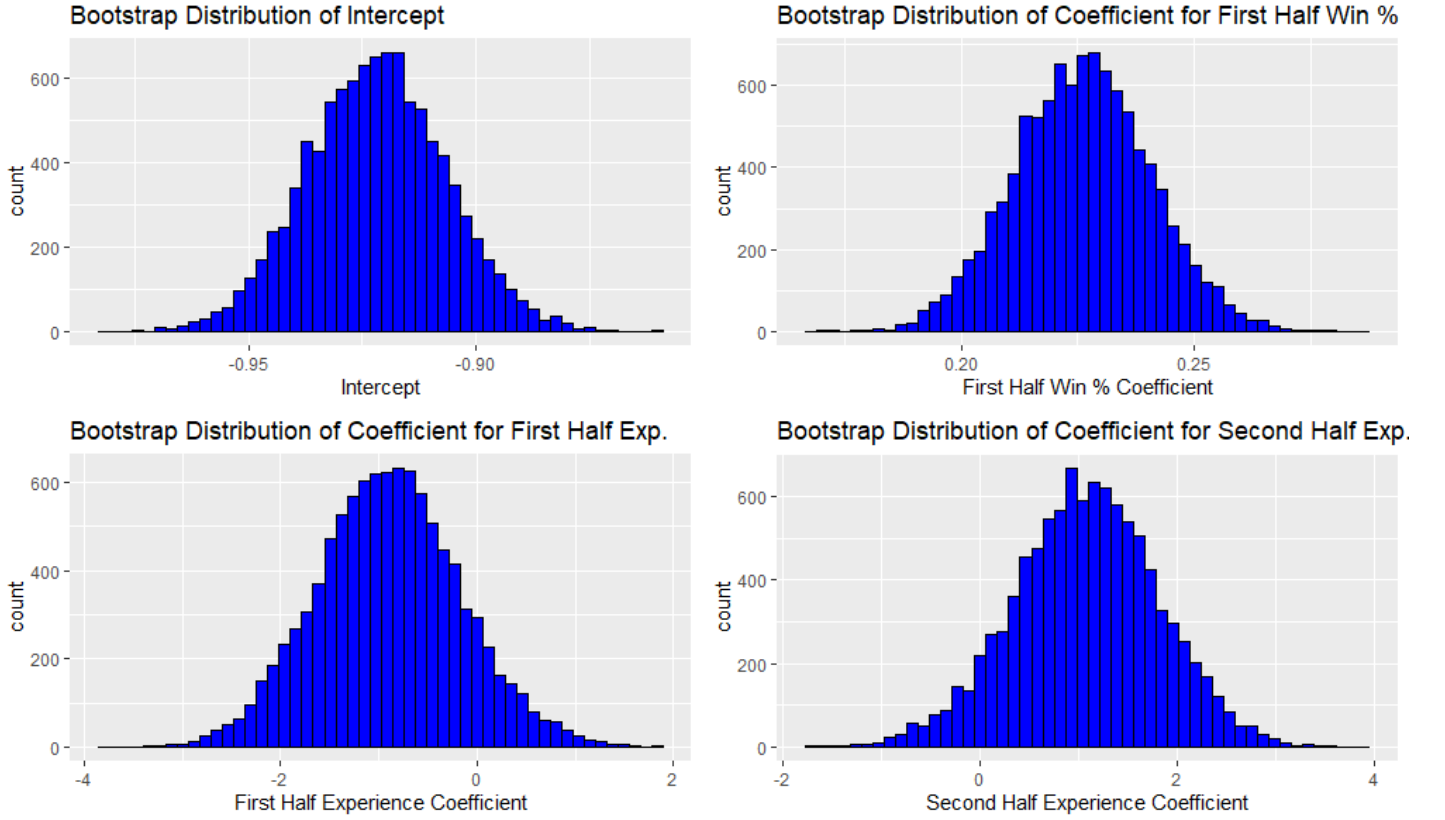 Bootstrap Distribution of Intercept
600
400
200
0
count
-0.95
-0.90
Intercept
Bootstrap Distribution of Coefficient for First Half Win %
600
400
200
0
count
0.20
0.25
First Half Win % Coefficient
Bootstrap Distribution of Coefficient for First Half Exp.
600
400
200
0
count
-4
-2
0
2
First Half Experience Coefficient
Bootstrap Distribution of Coefficient for Second Half Exp.
600
400
200
0
count
-2
0
2
4
Second Half Experience Coefficient